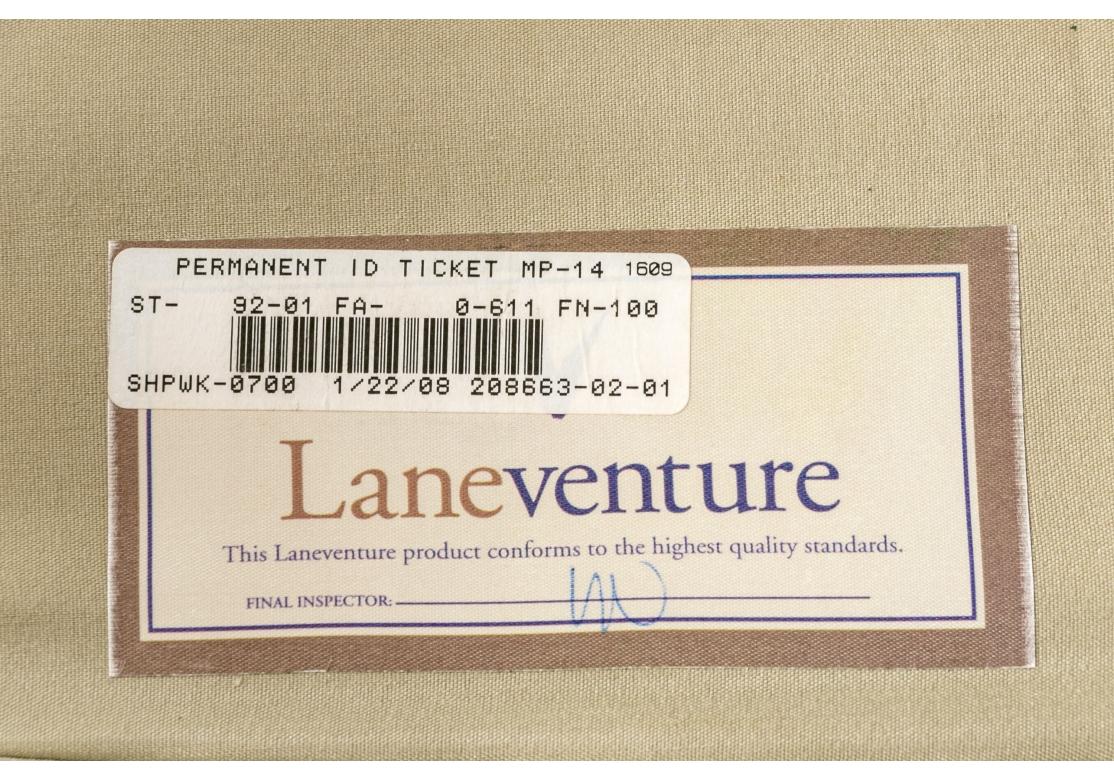 PERMANENT ID TICKET MP-14 1609
ST- 92-01 FA- 0-611 FN-100
SHPWK-0700 1/22/08 208663-02-01
Laneventure
This Laneventure product conforms to the highest quality standards.
FINAL INSPECTOR: